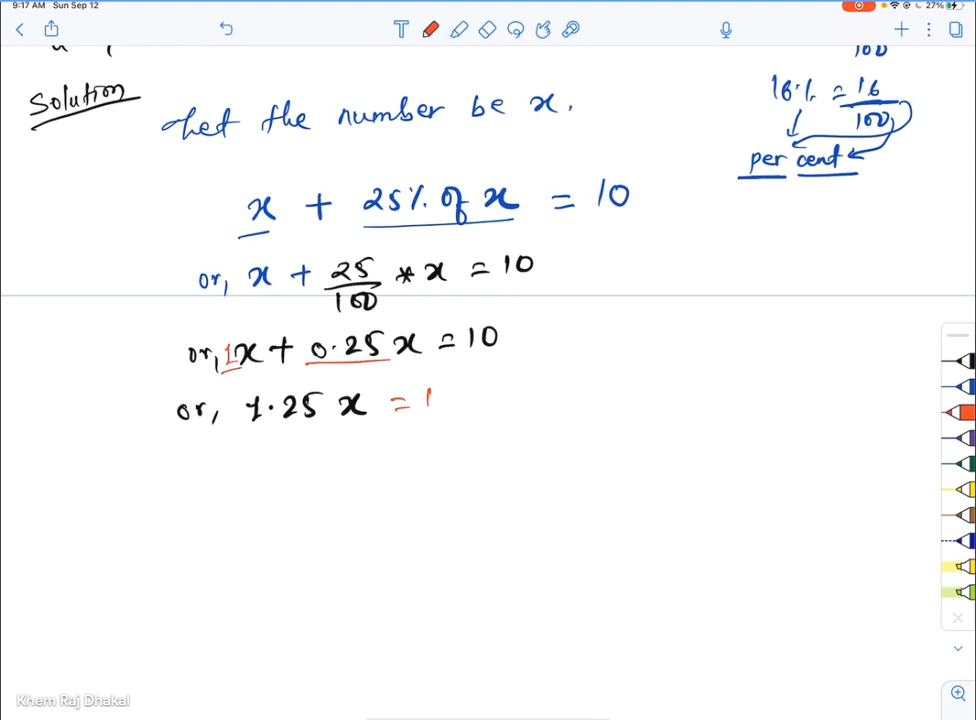 9:17 AM Sun Sep 12
27%
100
Solution
Let the number be x.
16% = 16/100
per cent
x + 25% of x = 10
or, x + 25/100 * x = 10
or, 1x + 0.25x = 10
or, 1.25 x = 1
Khem Raj Dhakal